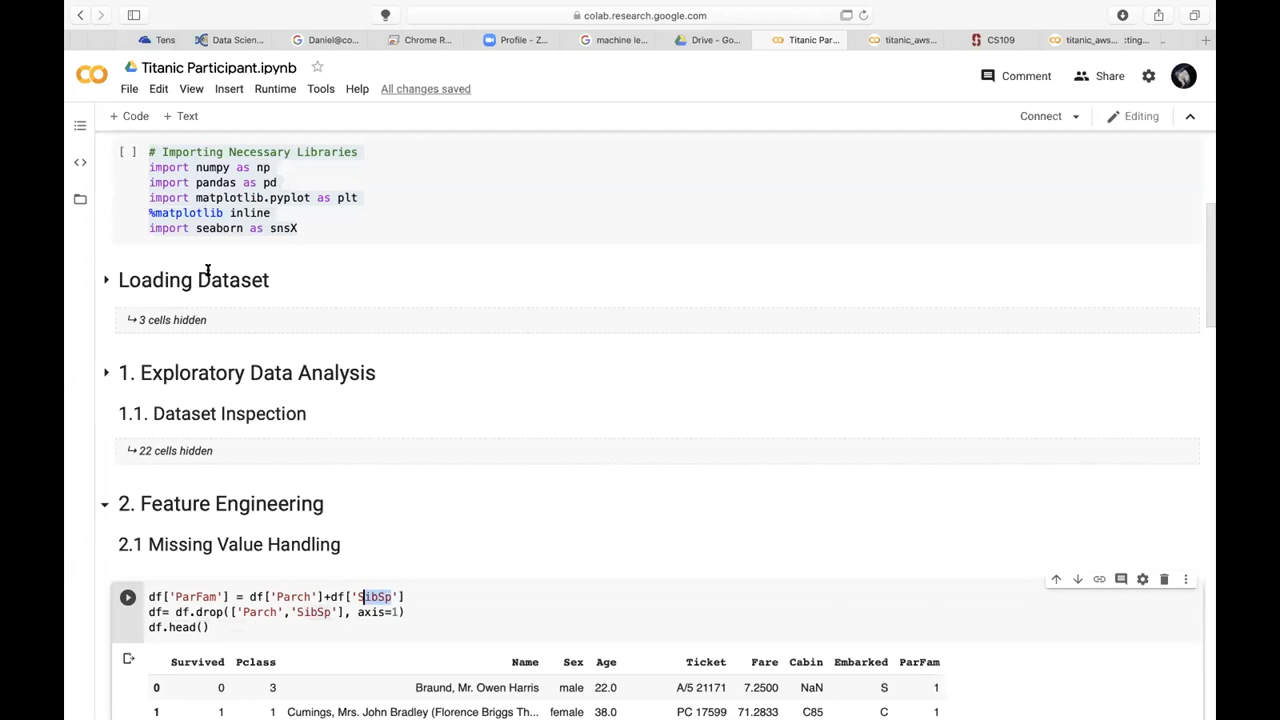 colab.research.google.com
Tens
Data Scien...
Daniel@co...
Chrome R...
Profile - Z...
machine le...
Drive - Go...
Titanic Par...
titanic_aws...
CS109
titanic_aws... :ting...
Titanic Participant.ipynb
File Edit View Insert Runtime Tools Help All changes saved
Comment
Share
+ Code + Text
Connect
Editing
[ ]
# Importing Necessary Libraries
import numpy as np
import pandas as pd
import matplotlib.pyplot as plt
%matplotlib inline
import seaborn as snsX
Loading Dataset
3 cells hidden
1. Exploratory Data Analysis
1.1. Dataset Inspection
22 cells hidden
2. Feature Engineering
2.1 Missing Value Handling
df['ParFam'] = df['Parch']+df['SibSp']
df= df.drop(['Parch','SibSp'], axis=1)
df.head()
Survived Pclass Name Sex Age Ticket Fare Cabin Embarked ParFam
0 0 3 Braund, Mr. Owen Harris male 22.0 A/5 21171 7.2500 NaN S 1
1 1 1 Cumings, Mrs. John Bradley (Florence Briggs Th... female 38.0 PC 17599 71.2833 C85 C 1